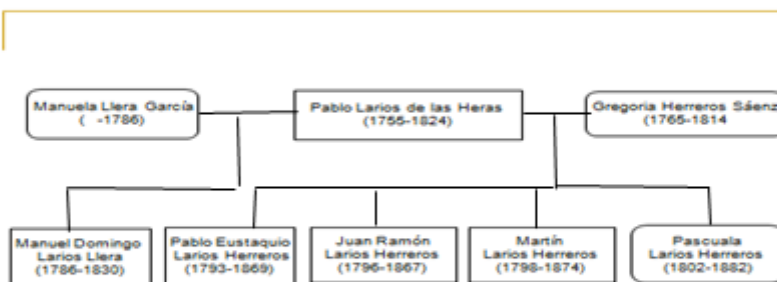 Manuela Llera García
( -1786)
Pablo Larios de las Heras
(1755-1824)
Gregoria Herreros Sáenz
(1765-1814
Manuel Domingo
Larios Llera
(1786-1830)
Pablo Eustaquio
Larios Herreros
(1793-1869)
Juan Ramón
Larios Herreros
(1796-1867)
Martín
Larios Herreros
(1798-1874)
Pascuala
Larios Herreros
(1802-1882)